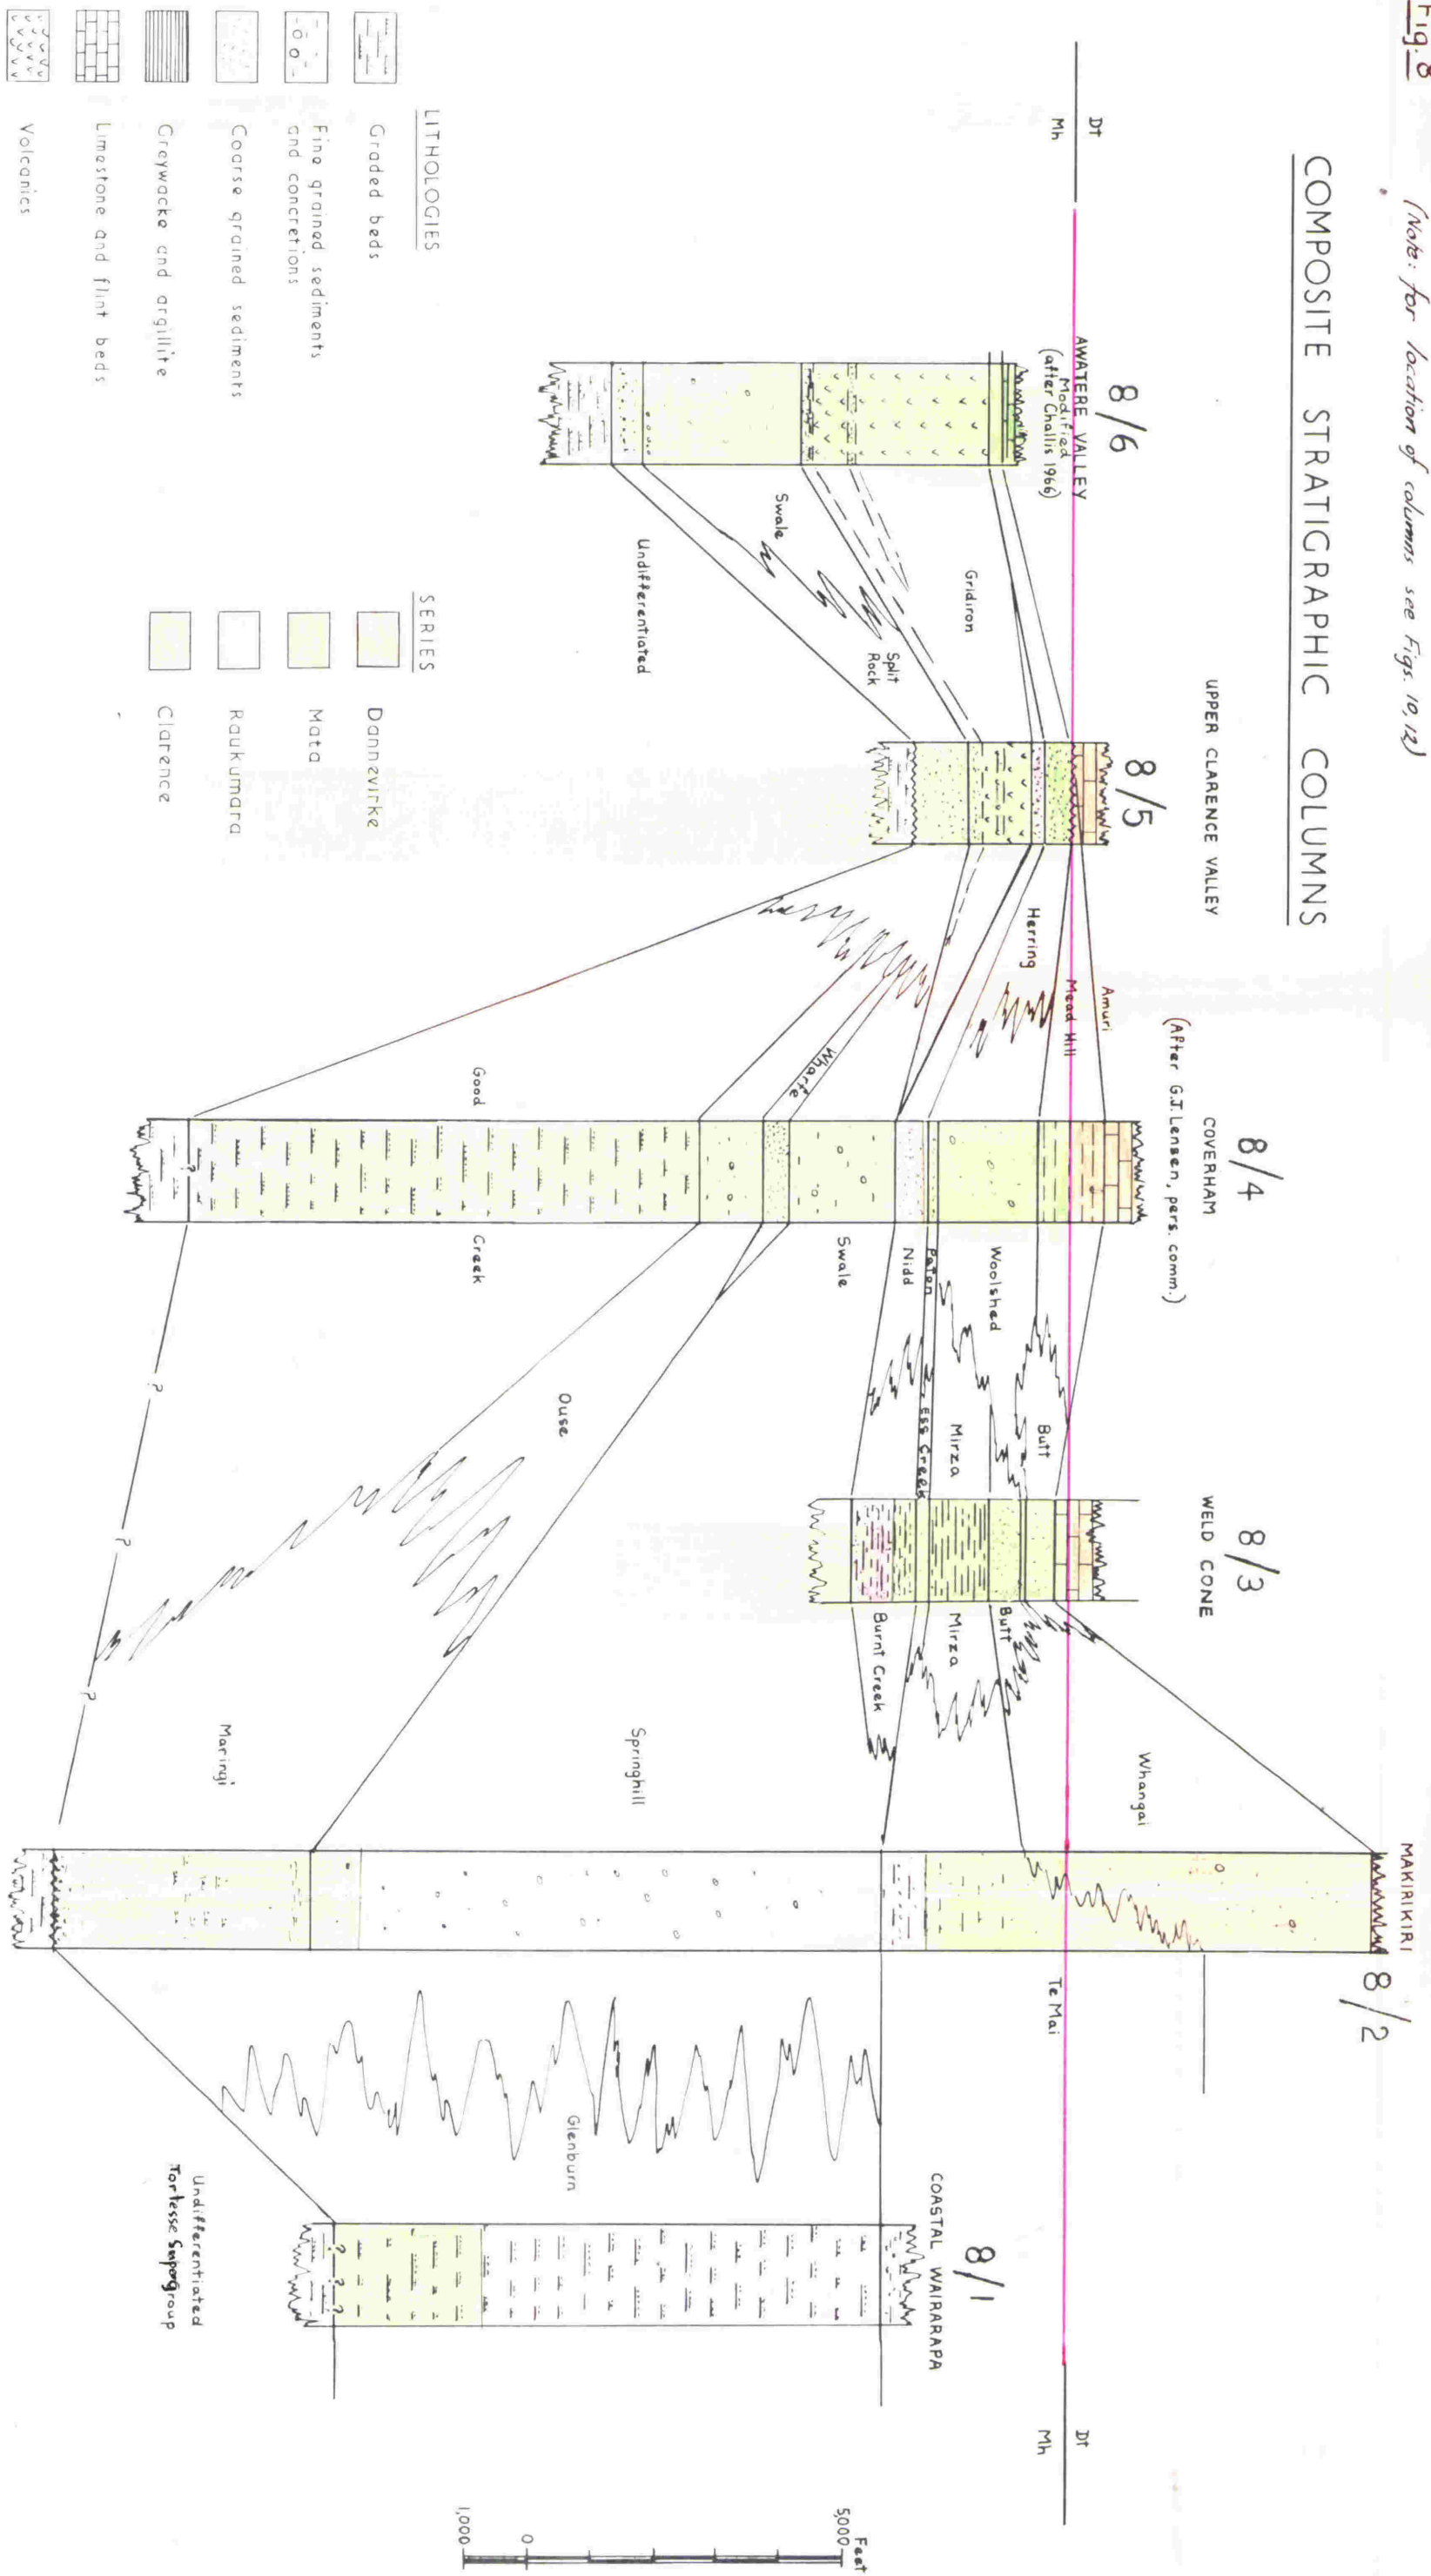 Fig. 8
(Note: for location of columns see Figs. 10, 12)
COMPOSITE STRATIGRAPHIC COLUMNS
Dt
Mh
8/6
AWATERE VALLEY
Modified
(after Challis 1966)
UPPER CLARENCE VALLEY
8/5
8/4
COVERHAM
(After G.J. Lensen, pers. comm.)
8/3
WELD CONE
MAKIRIKIRI
8/2
8/1
COASTAL WAIRARAPA
Dt
Mh
Gridiron
Split
Rock
Swale
Undifferentiated
Amuri
Mead Hill
Herring
Wharfe
Good
Creek
?
Woolshed
Paton
Nidd
Swale
Ouse
Butt
Mirza
Ess Creek
? ? ?
Butt
Mirza
Burnt Creek
Whangai
Springhill
Maringi
Te Mai
Glenburn
? ? ?
Undifferentiated
Torlesse Supergroup
LITHOLOGIES
Graded beds
Fine grained sediments
and concretions
Coarse grained sediments
Greywacke and argillite
Limestone and flint beds
Volcanics
SERIES
Dannevirke
Mata
Raukumara
Clarence
Feet
5,000
0
1,000